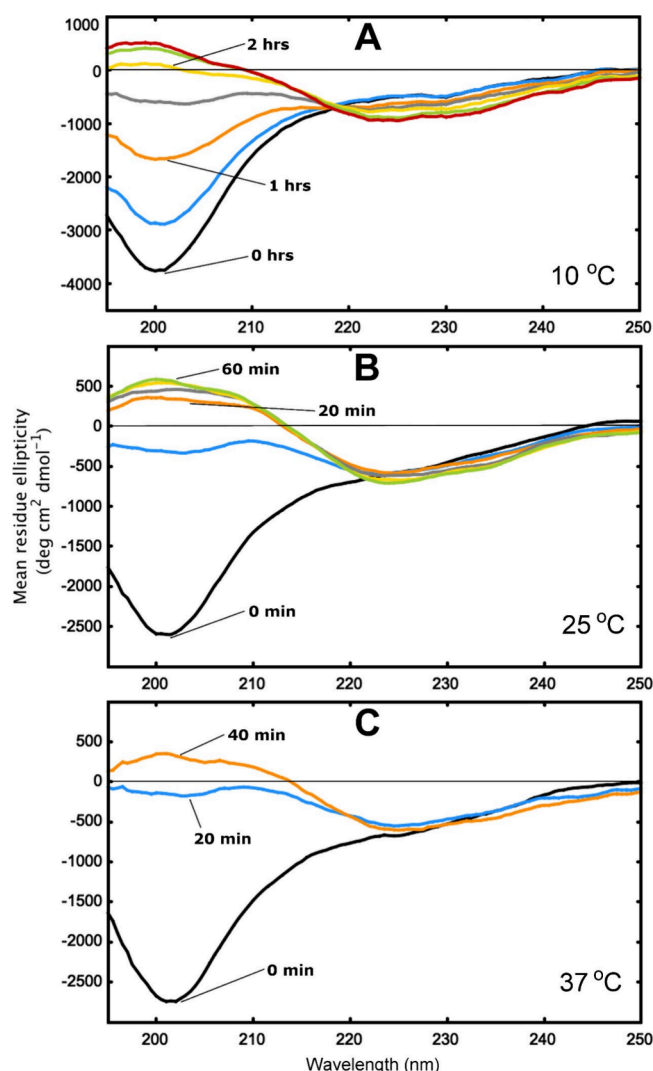 A
1000
0
-1000
-2000
-3000
-4000
2 hrs
1 hrs
0 hrs
10 °C
200 210 220 230 240 250
B
500
0
-500
-1000
-1500
-2000
-2500
60 min
20 min
0 min
25 °C
200 210 220 230 240 250
Mean residue ellipticity
(deg cm² dmol⁻¹)
C
500
0
-500
-1000
-1500
-2000
-2500
40 min
20 min
0 min
37 °C
200 210 220 230 240 250
Wavelength (nm)